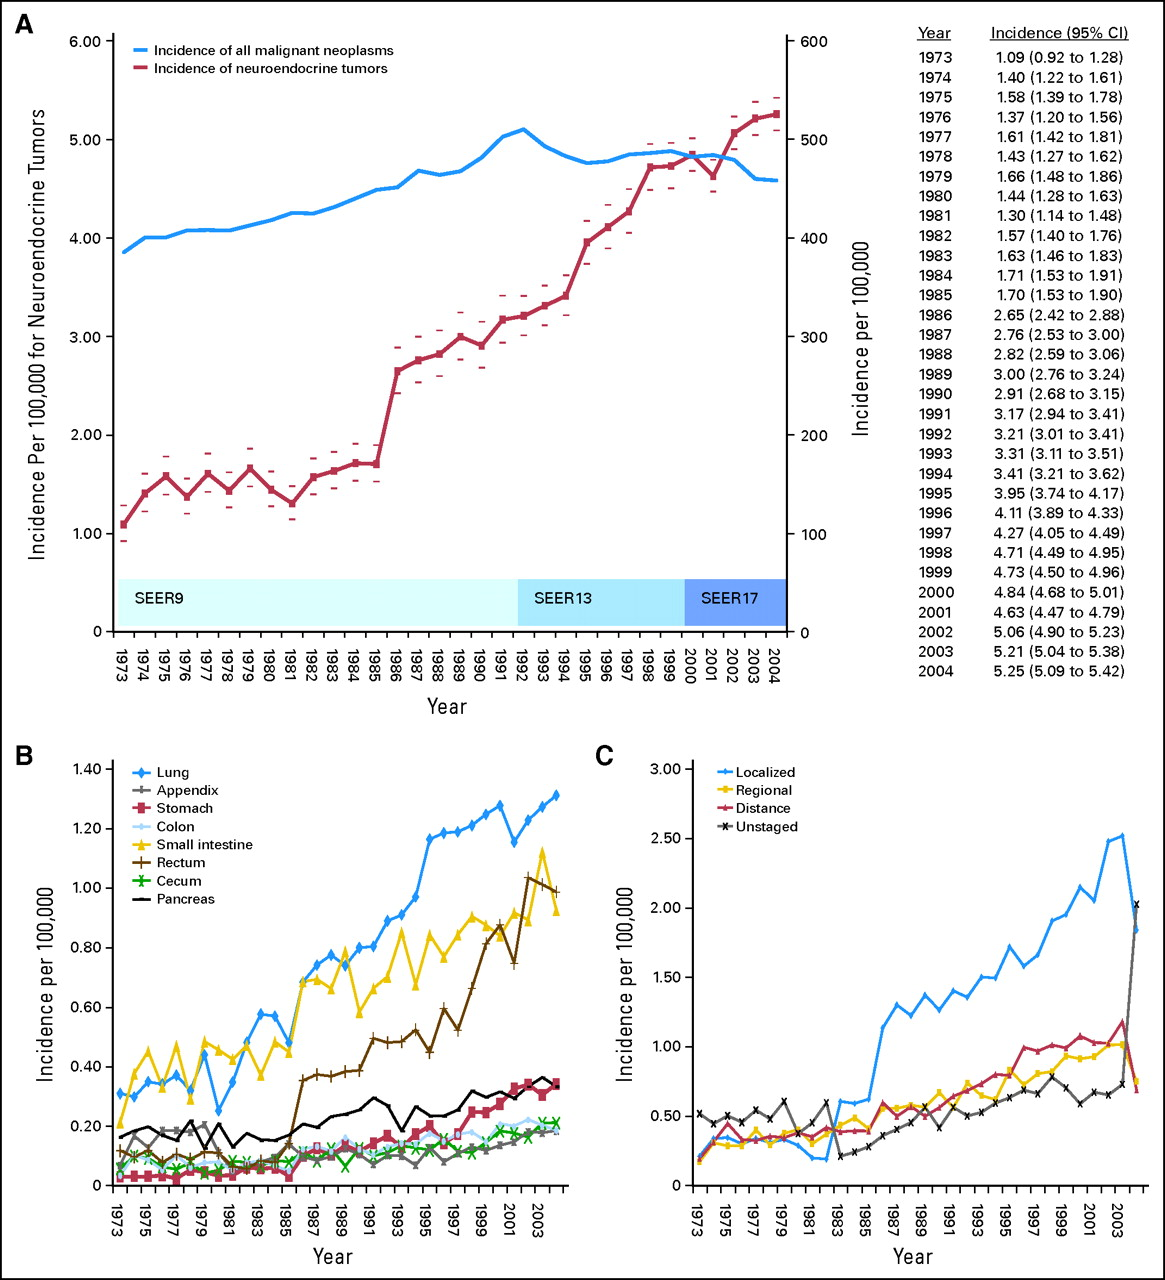 A
6.00
5.00
4.00
3.00
2.00
1.00
0
Incidence Per 100,000 for Neuroendocrine Tumors
Incidence of all malignant neoplasms
Incidence of neuroendocrine tumors
600
500
400
300
200
100
0
Incidence per 100,000
SEER9
SEER13
SEER17
1973
1974
1975
1976
1977
1978
1979
1980
1981
1982
1983
1984
1985
1986
1987
1988
1989
1990
1991
1992
1993
1994
1995
1996
1997
1998
1999
2000
2001
2002
2003
2004
Year
Year Incidence (95% CI)
1973 1.09 (0.92 to 1.28)
1974 1.40 (1.22 to 1.61)
1975 1.58 (1.39 to 1.78)
1976 1.37 (1.20 to 1.56)
1977 1.61 (1.42 to 1.81)
1978 1.43 (1.27 to 1.62)
1979 1.66 (1.48 to 1.86)
1980 1.44 (1.28 to 1.63)
1981 1.30 (1.14 to 1.48)
1982 1.57 (1.40 to 1.76)
1983 1.63 (1.46 to 1.83)
1984 1.71 (1.53 to 1.91)
1985 1.70 (1.53 to 1.90)
1986 2.65 (2.42 to 2.88)
1987 2.76 (2.53 to 3.00)
1988 2.82 (2.59 to 3.06)
1989 3.00 (2.76 to 3.24)
1990 2.91 (2.68 to 3.15)
1991 3.17 (2.94 to 3.41)
1992 3.21 (3.01 to 3.41)
1993 3.31 (3.11 to 3.51)
1994 3.41 (3.21 to 3.62)
1995 3.95 (3.74 to 4.17)
1996 4.11 (3.89 to 4.33)
1997 4.27 (4.05 to 4.49)
1998 4.71 (4.49 to 4.95)
1999 4.73 (4.50 to 4.96)
2000 4.84 (4.68 to 5.01)
2001 4.63 (4.47 to 4.79)
2002 5.06 (4.90 to 5.23)
2003 5.21 (5.04 to 5.38)
2004 5.25 (5.09 to 5.42)
B
1.40
1.20
1.00
0.80
0.60
0.40
0.20
0
Incidence per 100,000
Lung
Appendix
Stomach
Colon
Small intestine
Rectum
Cecum
Pancreas
1973
1975
1977
1979
1981
1983
1985
1987
1989
1991
1993
1995
1997
1999
2001
2003
Year
C
3.00
2.50
2.00
1.50
1.00
0.50
0
Incidence per 100,000
Localized
Regional
Distance
Unstaged
1973
1975
1977
1979
1981
1983
1985
1987
1989
1991
1993
1995
1997
1999
2001
2003
Year